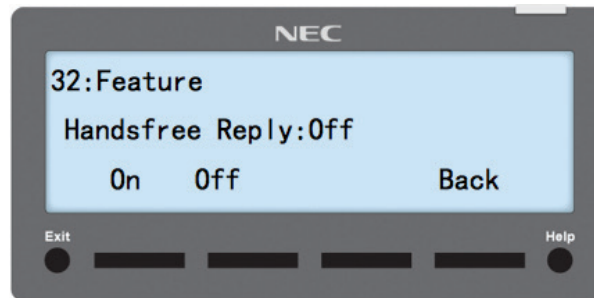 NEC
32:Feature
Handsfree Reply:Off
On Off Back
Exit Help